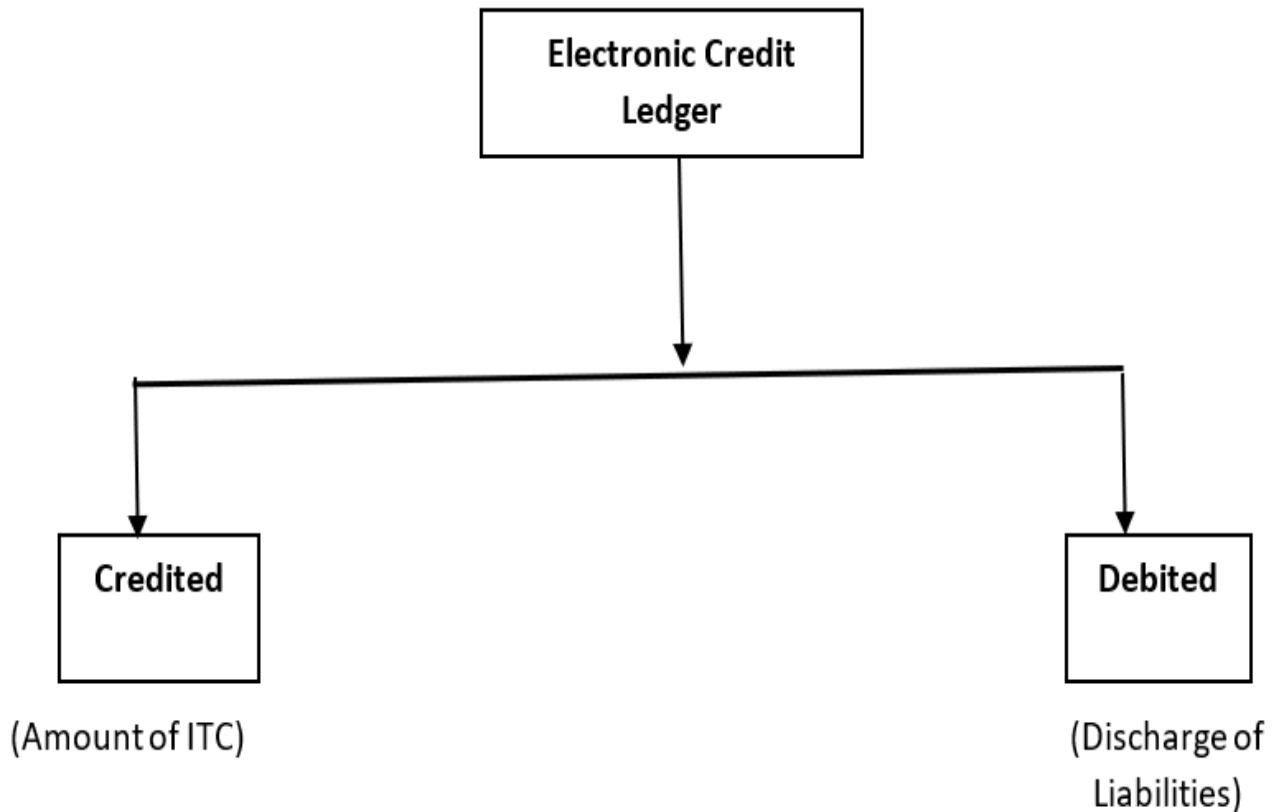 Electronic Credit
Ledger
Credited
Debited
(Amount of ITC)
(Discharge of
Liabilities)